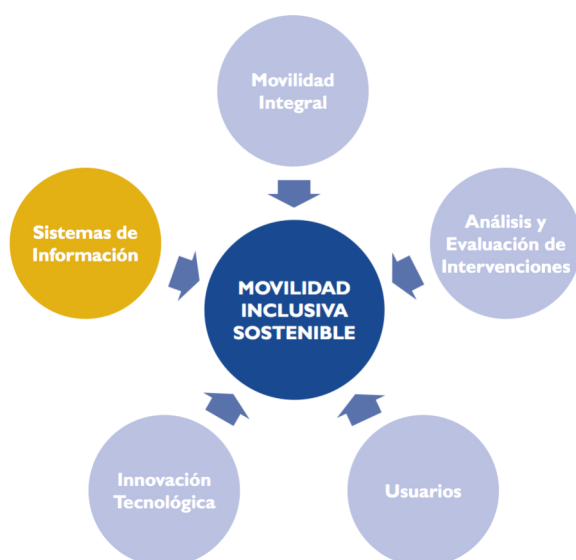 Movilidad
Integral
Sistemas de
Información
Análisis y
Evaluación de
Intervenciones
MOVILIDAD
INCLUSIVA
SOSTENIBLE
Innovación
Tecnológica
Usuarios